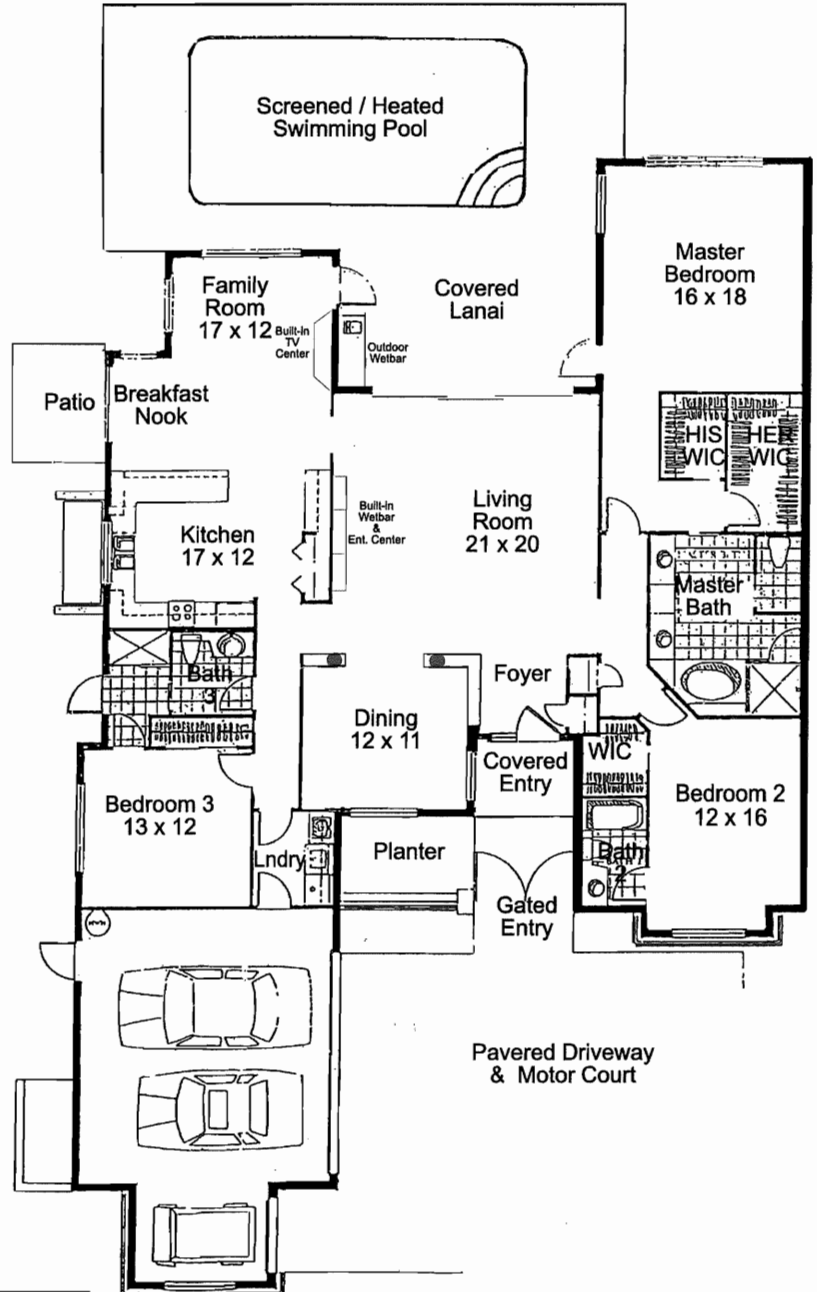 Screened / Heated
Swimming Pool
Family
Room
17 x 12
Built-in
TV
Center
Covered
Lanai
Outdoor
Wetbar
Master
Bedroom
16 x 18
Patio
Breakfast
Nook
HIS
WIC
WIC
Kitchen
17 x 12
Built-in
Wetbar
&
Ent. Center
Living
Room
21 x 20
Master
Bath
Bath
3
Foyer
Dining
12 x 11
Covered
Entry
WIC
Bedroom 3
13 x 12
Bedroom 2
12 x 16
Lndry
Planter
Bath
2
Gated
Entry
Pavered Driveway
& Motor Court